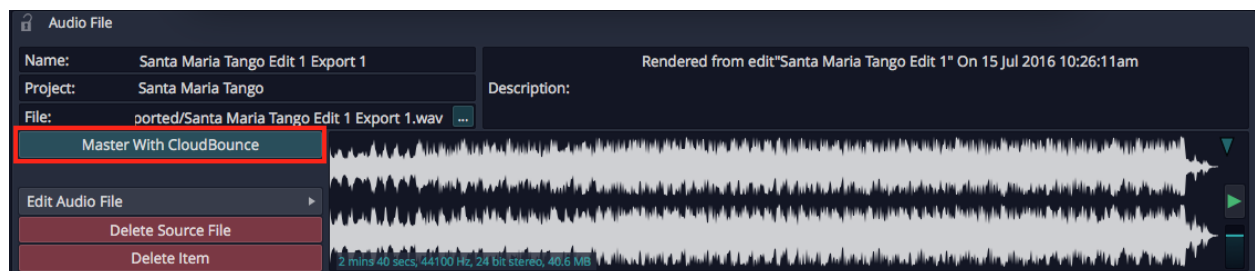 Audio File
Name: Santa Maria Tango Edit 1 Export 1
Rendered from edit"Santa Maria Tango Edit 1" On 15 Jul 2016 10:26:11am
Project: Santa Maria Tango
Description:
File: ported/Santa Maria Tango Edit 1 Export 1.wav ...
Master With CloudBounce
Edit Audio File
Delete Source File
Delete Item
2 mins 40 secs, 44100 Hz, 24 bit stereo, 40.6 MB